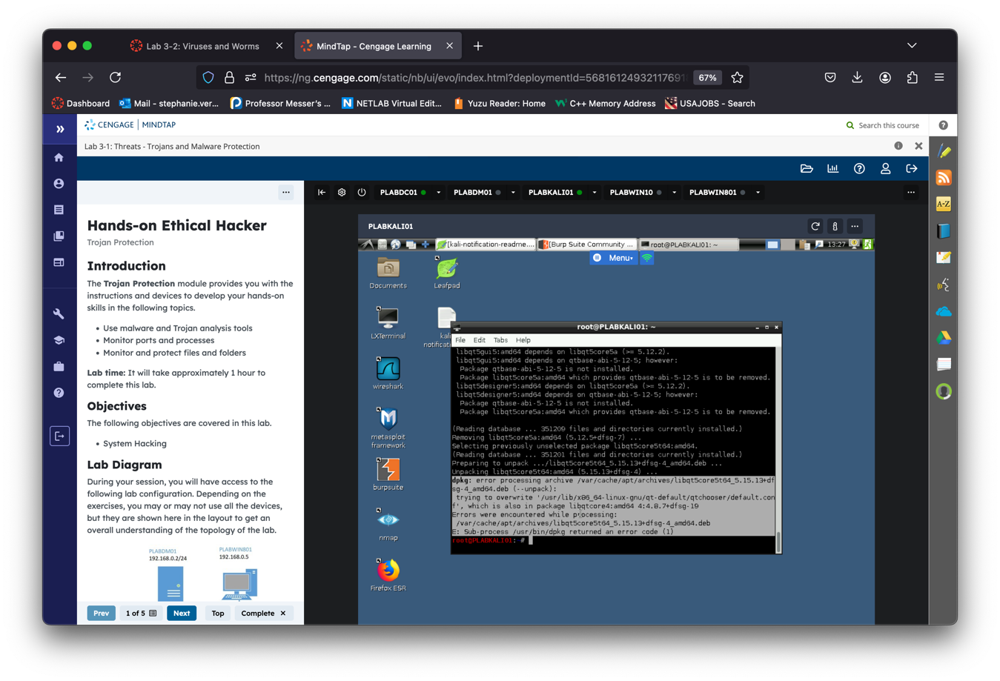 Lab 3-2: Viruses and Worms
MindTap - Cengage Learning
https://ng.cengage.com/static/nb/ui/evo/index.html?deploymentId=56816124932117691
67%
Dashboard
Mail - stephanie.ver...
Professor Messer's ...
NETLAB Virtual Edit...
Yuzu Reader: Home
C++ Memory Address
USAJOBS - Search
CENGAGE | MINDTAP
Search this course
Lab 3-1: Threats - Trojans and Malware Protection
PLABDC01
PLABDM01
PLABKALI01
PLABWIN10
PLABWIN801
Hands-on Ethical Hacker
Trojan Protection
Introduction
The Trojan Protection module provides you with the
instructions and devices to develop your hands-on
skills in the following topics.
• Use malware and Trojan analysis tools
• Monitor ports and processes
• Monitor and protect files and folders
Lab time: It will take approximately 1 hour to
complete this lab.
Objectives
The following objectives are covered in this lab.
• System Hacking
Lab Diagram
During your session, you will have access to the
following lab configuration. Depending on the
exercises, you may or may not use all the devices,
but they are shown here in the layout to get an
overall understanding of the topology of the lab.
PLABDM01
192.168.0.2/24
PLABWIN801
192.168.0.5
Prev
1 of 5
Next
Top
Complete
PLABKALI01
[kali-notification-readme....
[Burp Suite Community ...
root@PLABKALI01: ~
13:27
Menu
Documents
Leafpad
LXTerminal
kali
notificati
wireshark
metasploit
framework
burpsuite
nmap
Firefox ESR
root@PLABKALI01: ~
File Edit Tabs Help
libqt5gui5:amd64 depends on libqt5core5a (>= 5.12.2).
libqt5gui5:amd64 depends on qtbase-abi-5-12-5; however:
Package qtbase-abi-5-12-5 is not installed.
Package libqt5core5a:amd64 which provides qtbase-abi-5-12-5 is to be removed.
libqt5designer5:amd64 depends on libqt5core5a (>= 5.12.2).
libqt5designer5:amd64 depends on qtbase-abi-5-12-5; however:
Package qtbase-abi-5-12-5 is not installed.
Package libqt5core5a:amd64 which provides qtbase-abi-5-12-5 is to be removed.
(Reading database ... 351209 files and directories currently installed.)
Removing libqt5core5a:amd64 (5.12.5+dfsg-7) ...
Selecting previously unselected package libqt5core5t64:amd64.
(Reading database ... 351201 files and directories currently installed.)
Preparing to unpack .../libqt5core5t64_5.15.13+dfsg-4_amd64.deb ...
Unpacking libqt5core5t64:amd64 (5.15.13+dfsg-4) ...
dpkg: error processing archive /var/cache/apt/archives/libqt5core5t64_5.15.13+df
sg-4_amd64.deb (--unpack):
trying to overwrite '/usr/lib/x86_64-linux-gnu/qt-default/qtchooser/default.con
f', which is also in package libqtcore4:amd64 4:4.8.7+dfsg-19
Errors were encountered while processing:
/var/cache/apt/archives/libqt5core5t64_5.15.13+dfsg-4_amd64.deb
E: Sub-process /usr/bin/dpkg returned an error code (1)
root@PLABKALI01: #
A-Z